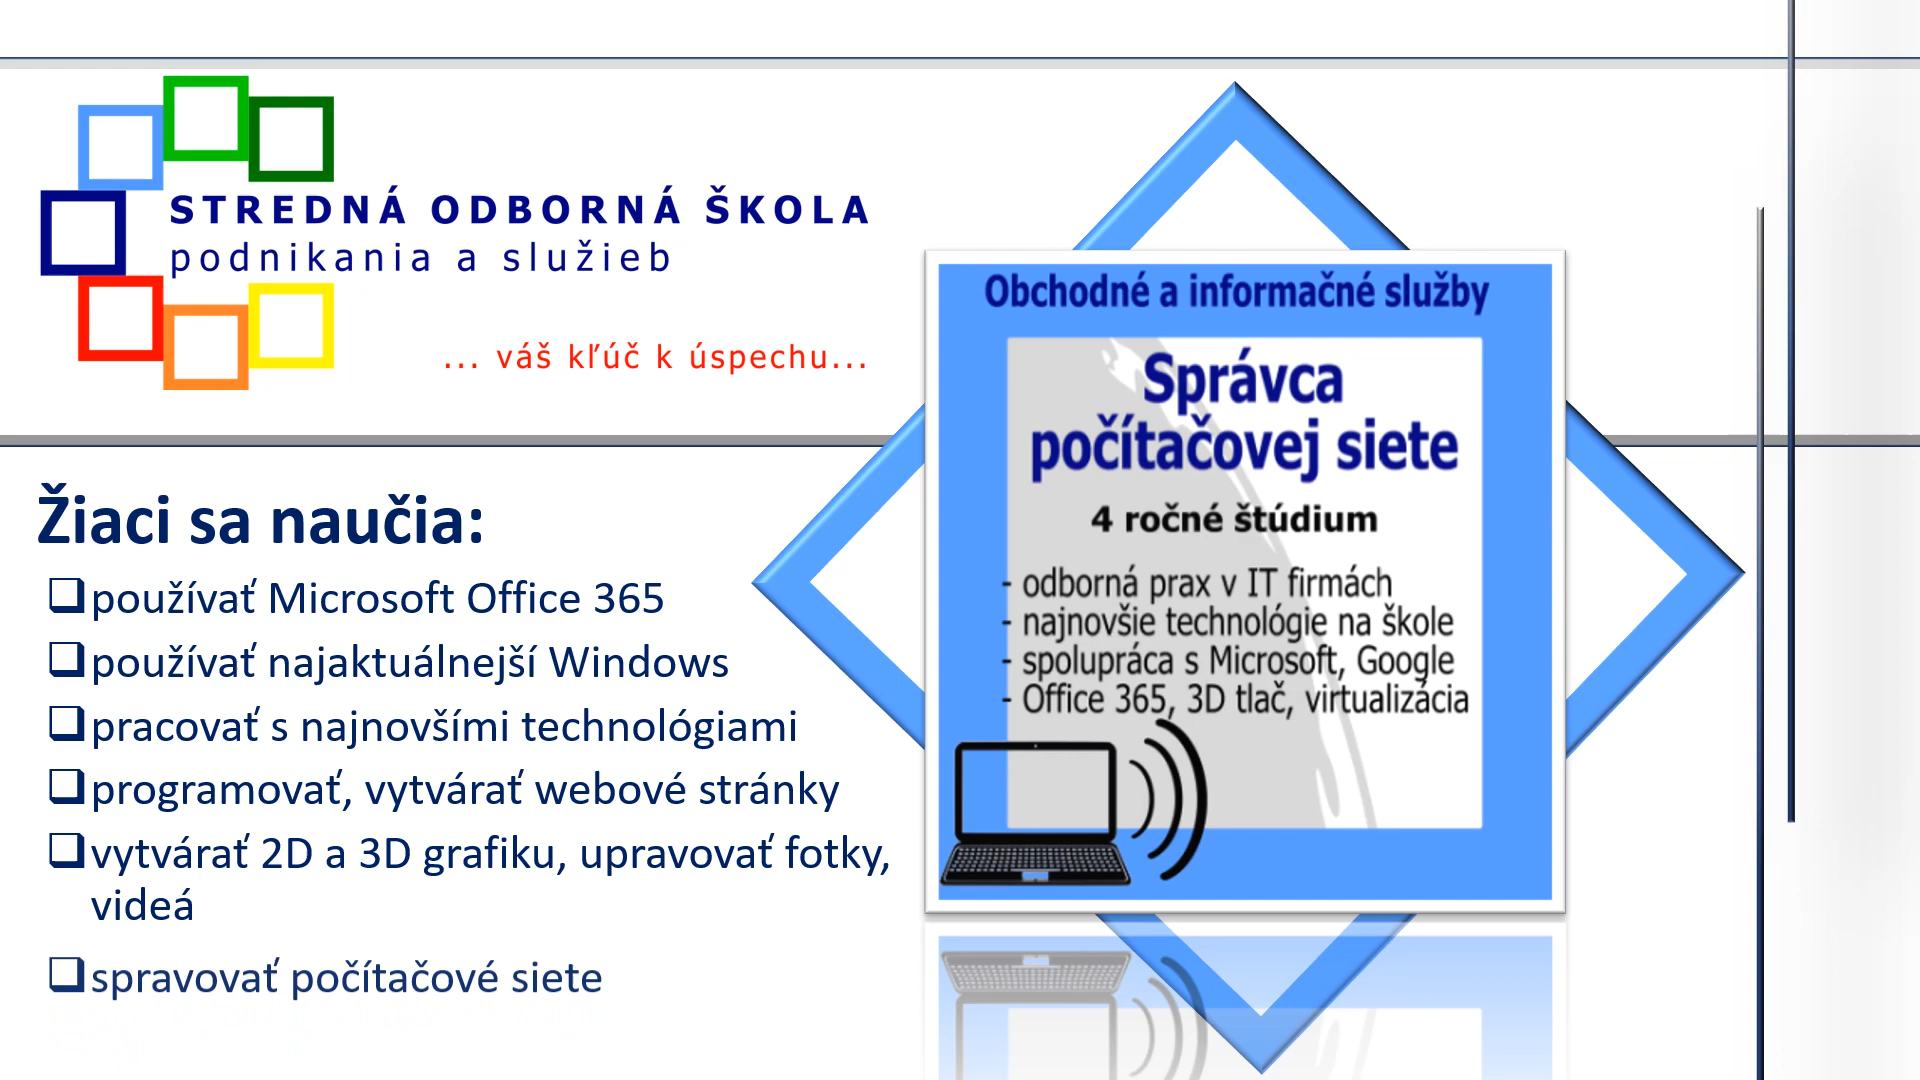 STREDNÁ ODBORNÁ ŠKOLA
podnikania a služieb
... váš kľúč k úspechu...
Žiaci sa naučia:
používať Microsoft Office 365
používať najaktuálnejší Windows
pracovať s najnovšími technológiami
programovať, vytvárať webové stránky
vytvárať 2D a 3D grafiku, upravovať fotky,
videá
spravovať počítačové siete
Obchodné a informačné služby
Správca
počítačovej siete
4 ročné štúdium
- odborná prax v IT firmách
- najnovšie technológie na škole
- spolupráca s Microsoft, Google
- Office 365, 3D tlač, virtualizácia